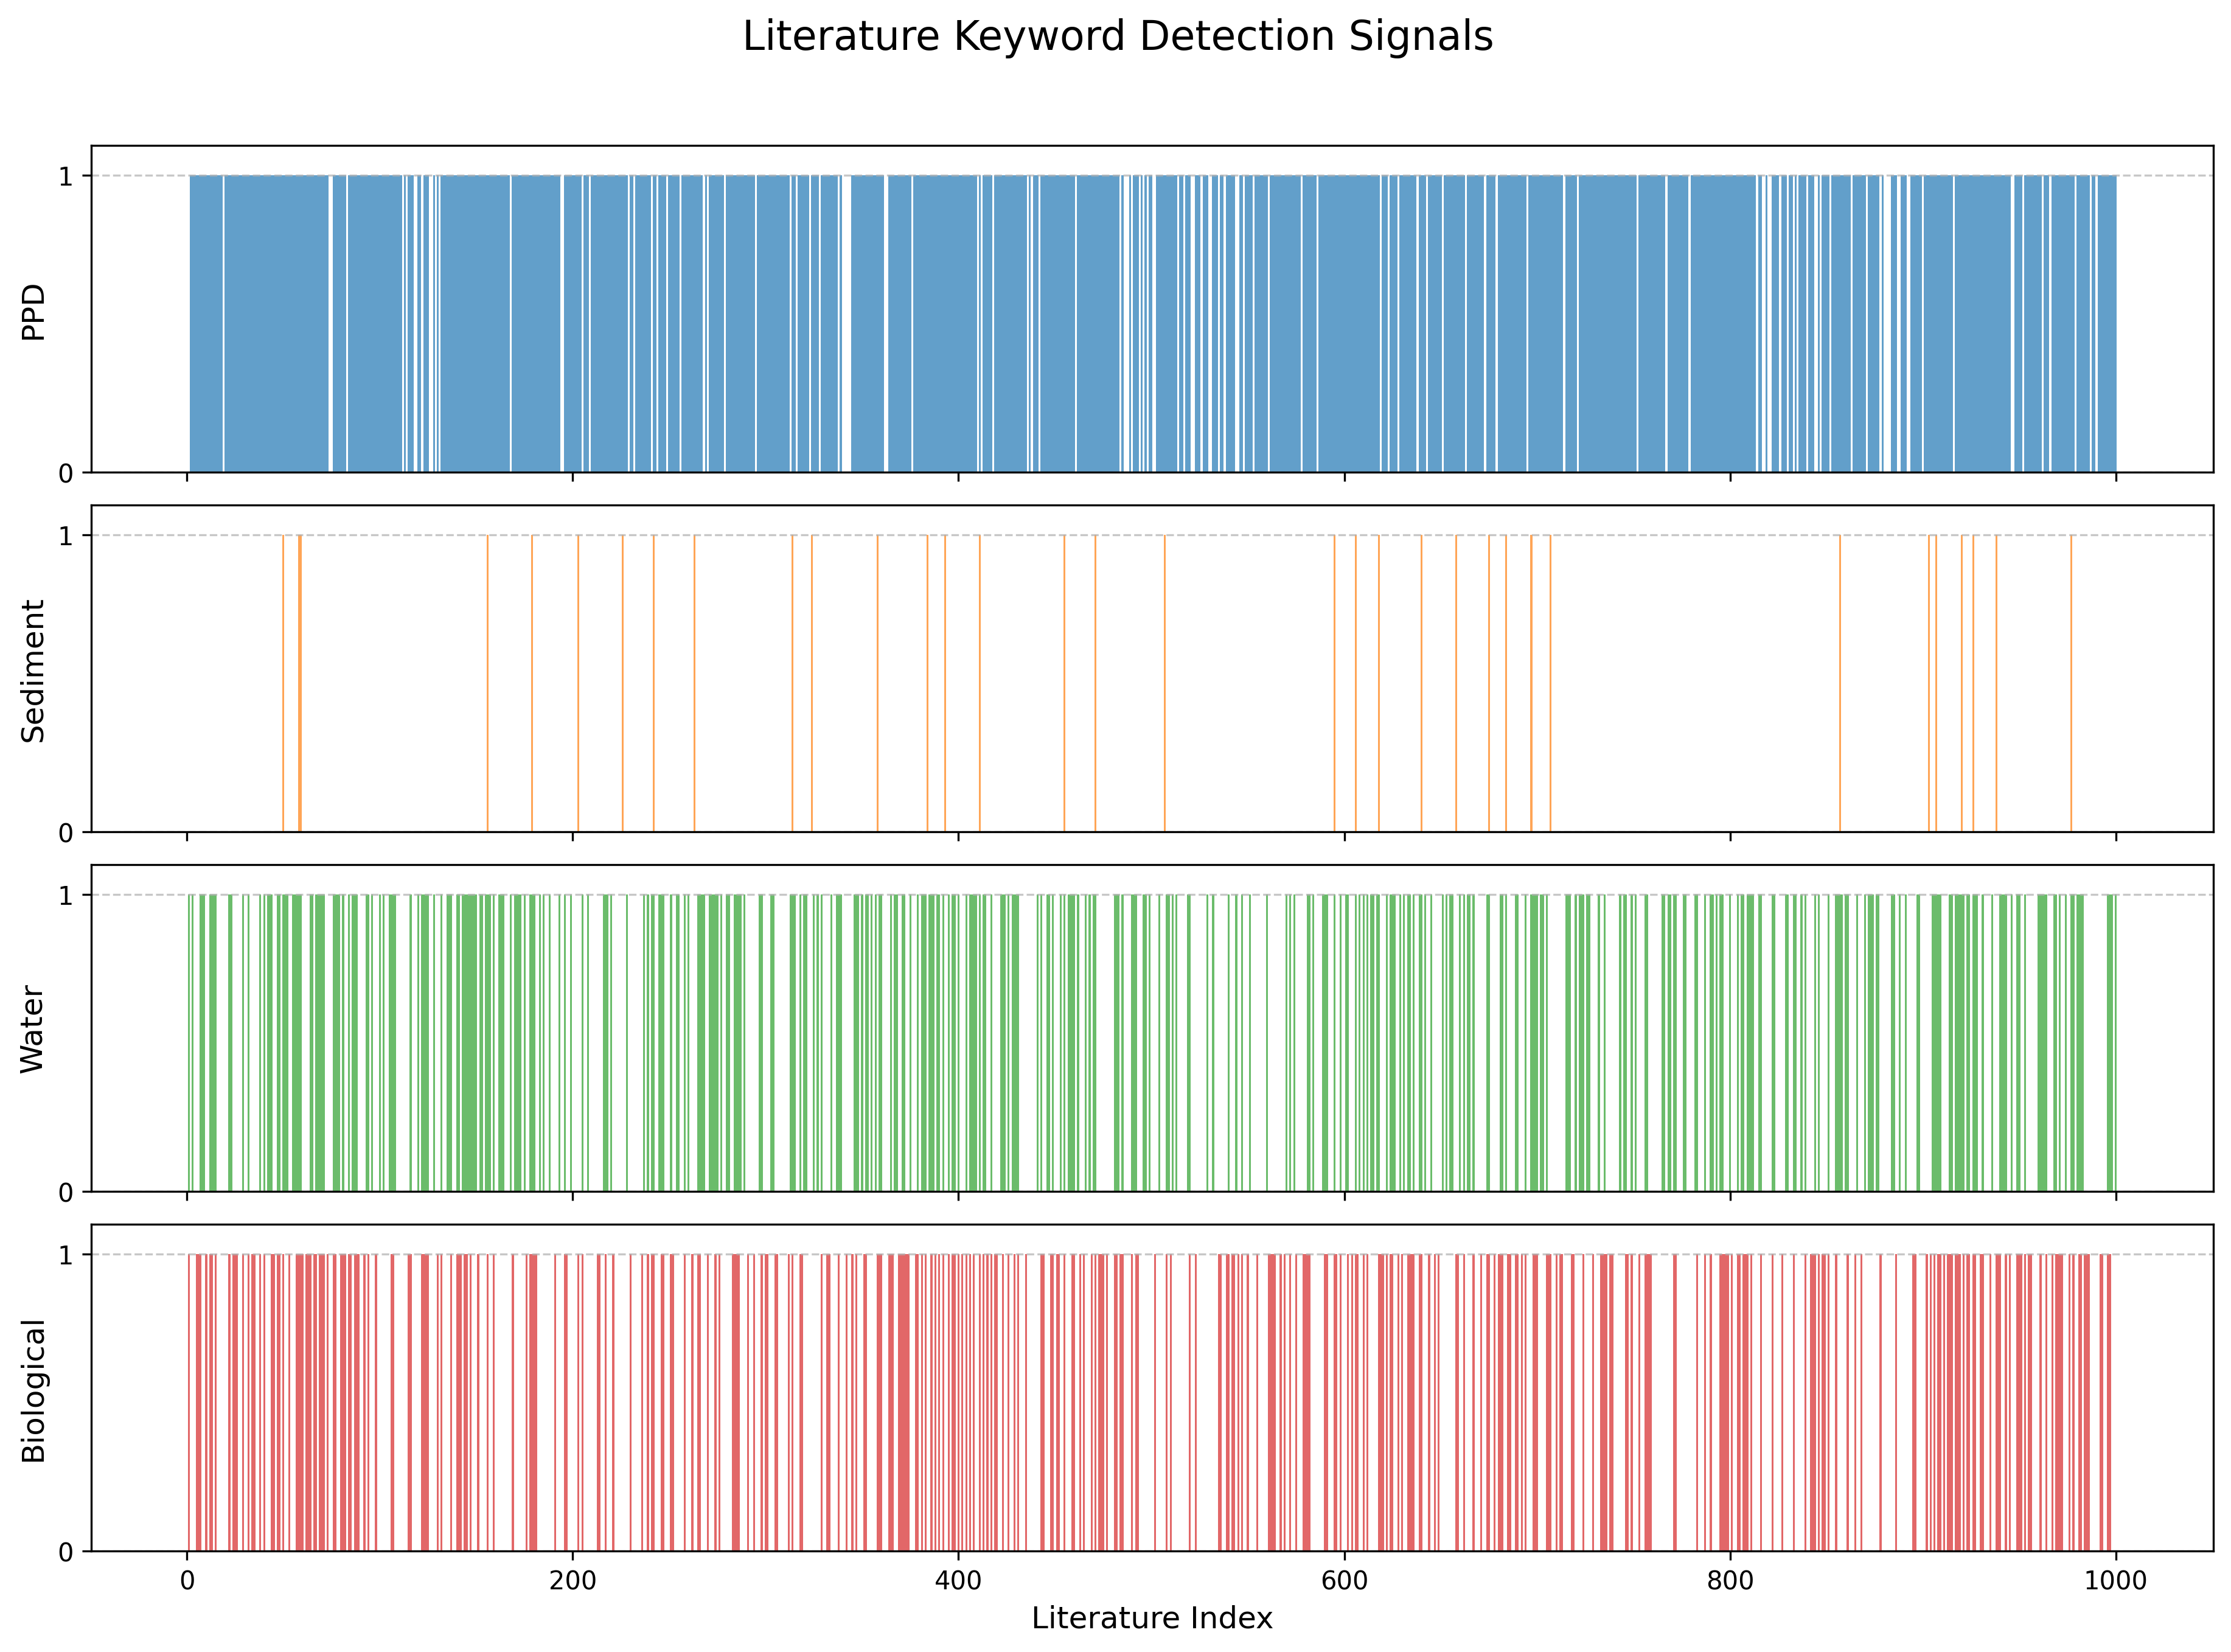 Literature Keyword Detection Signals
1
PPD
0
1
Sediment
0
1
Water
0
1
Biological
0
0 200 400 600 800 1000
Literature Index